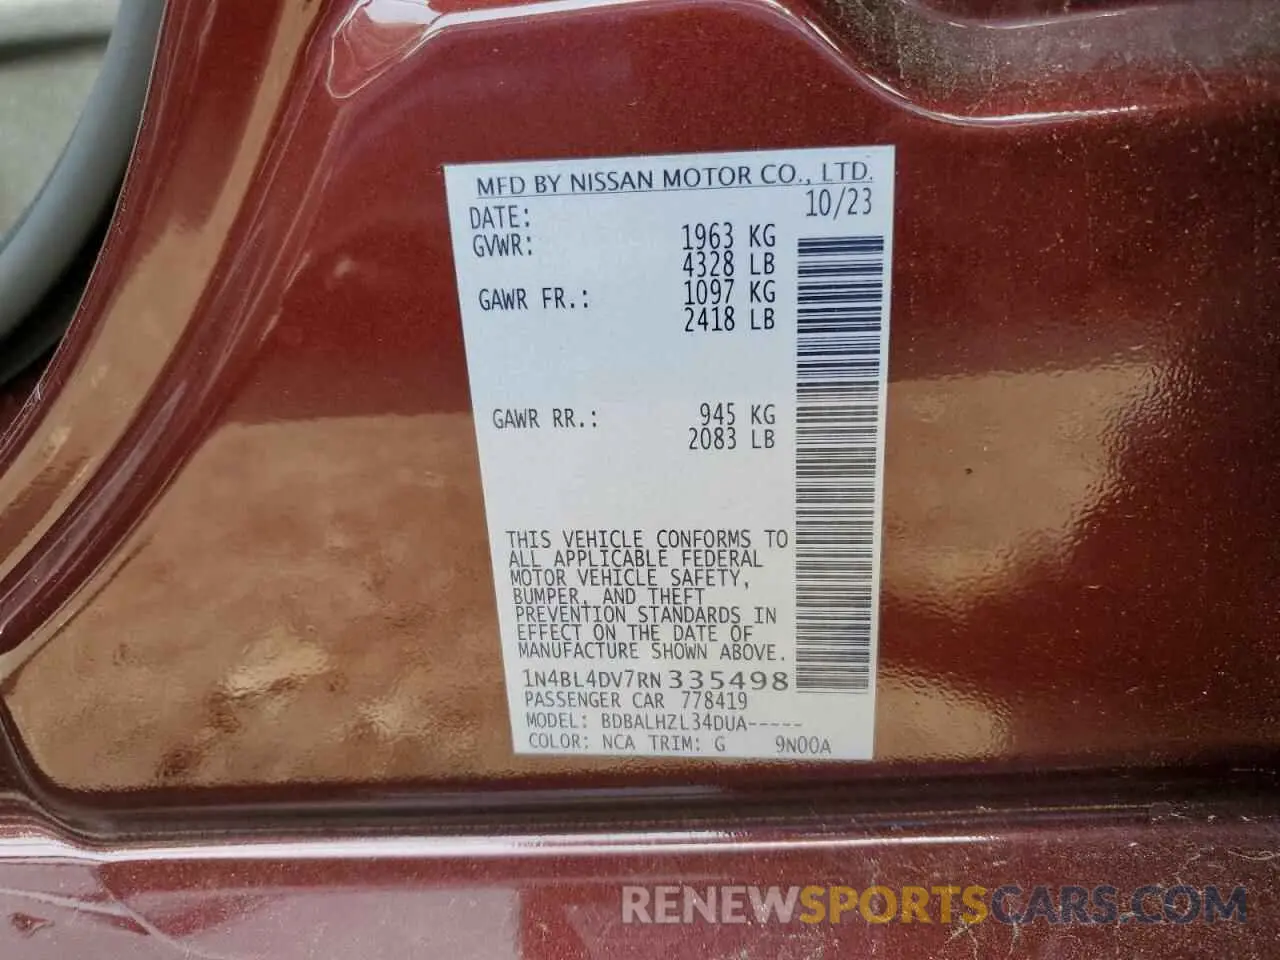 MFD BY NISSAN MOTOR CO., LTD.
DATE: 10/23
GVWR: 1963 KG
4328 LB
GAWR FR.: 1097 KG
2418 LB
GAWR RR.: 945 KG
2083 LB
THIS VEHICLE CONFORMS TO
ALL APPLICABLE FEDERAL
MOTOR VEHICLE SAFETY,
BUMPER, AND THEFT
PREVENTION STANDARDS IN
EFFECT ON THE DATE OF
MANUFACTURE SHOWN ABOVE.
1N4BL4DV7RN335498
PASSENGER CAR 778419
MODEL: BDBALHZL34DUA-----
COLOR: NCA TRIM: G 9N00A
RENEWSPORTSCARS.COM